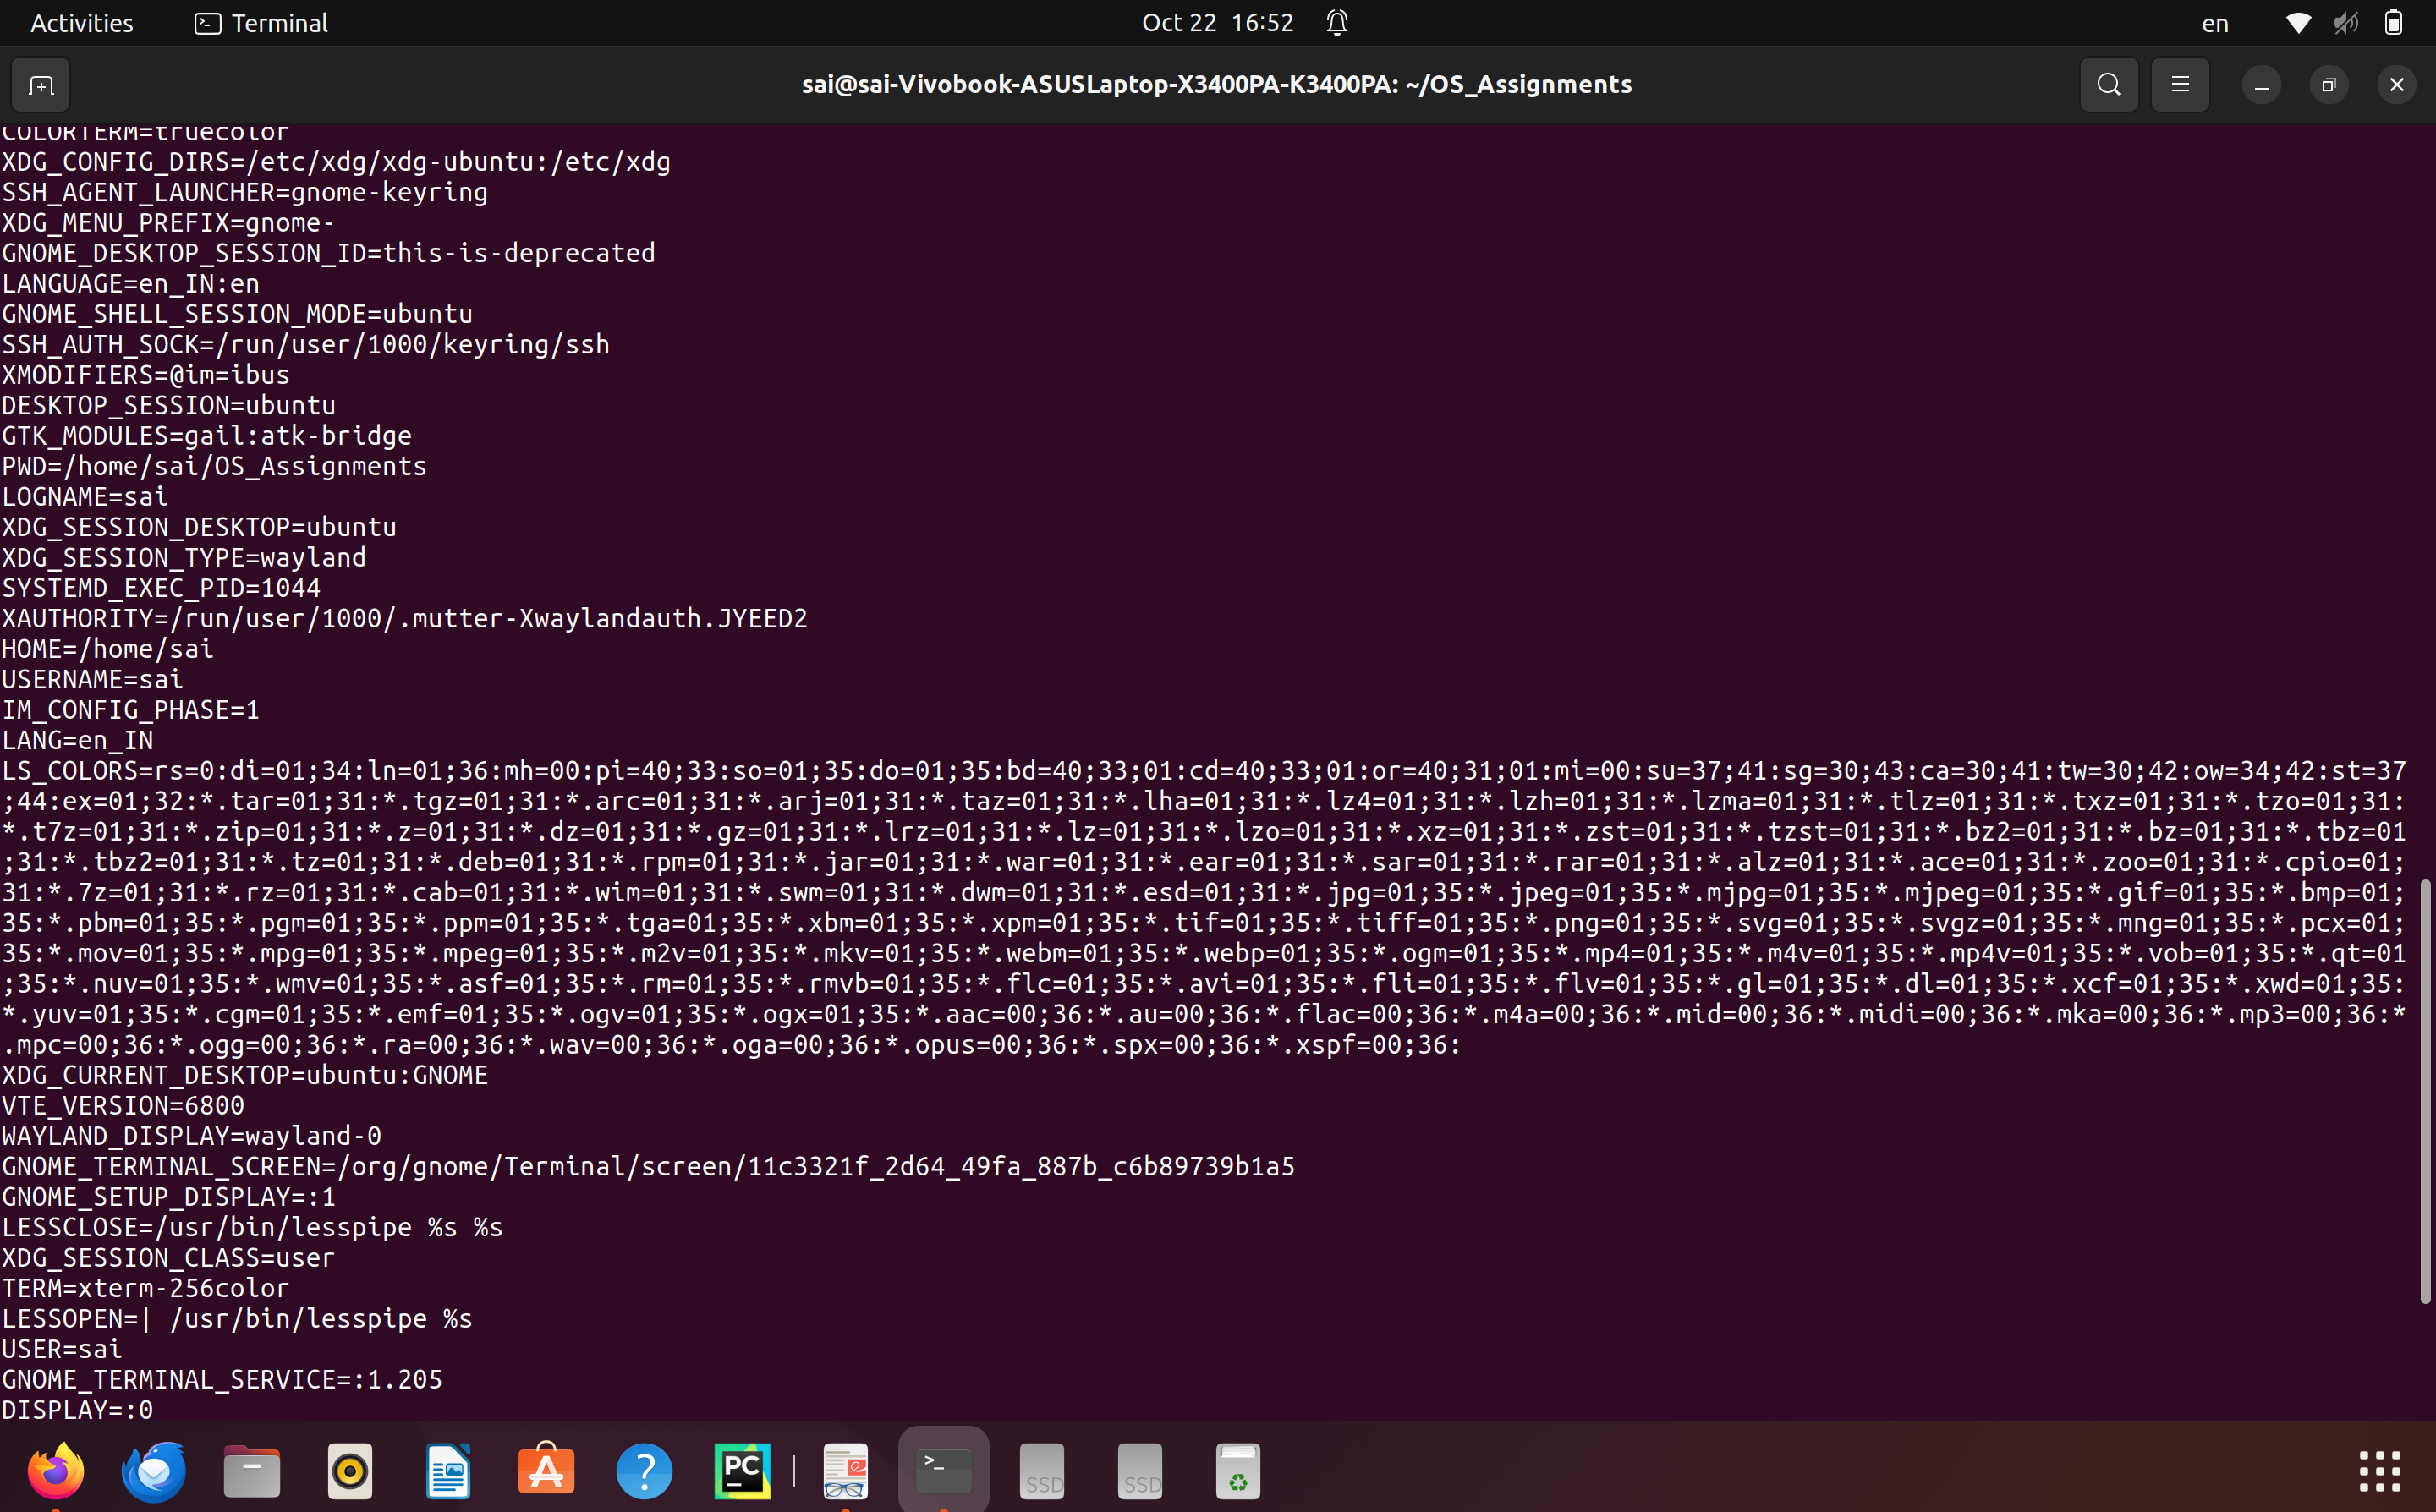 Activities
Terminal
Oct 22 16:52
en
sai@sai-Vivobook-ASUSLaptop-X3400PA-K3400PA: ~/OS_Assignments
COLORTERM=truecolor
XDG_CONFIG_DIRS=/etc/xdg/xdg-ubuntu:/etc/xdg
SSH_AGENT_LAUNCHER=gnome-keyring
XDG_MENU_PREFIX=gnome-
GNOME_DESKTOP_SESSION_ID=this-is-deprecated
LANGUAGE=en_IN:en
GNOME_SHELL_SESSION_MODE=ubuntu
SSH_AUTH_SOCK=/run/user/1000/keyring/ssh
XMODIFIERS=@im=ibus
DESKTOP_SESSION=ubuntu
GTK_MODULES=gail:atk-bridge
PWD=/home/sai/OS_Assignments
LOGNAME=sai
XDG_SESSION_DESKTOP=ubuntu
XDG_SESSION_TYPE=wayland
SYSTEMD_EXEC_PID=1044
XAUTHORITY=/run/user/1000/.mutter-Xwaylandauth.JYEED2
HOME=/home/sai
USERNAME=sai
IM_CONFIG_PHASE=1
LANG=en_IN
LS_COLORS=rs=0:di=01;34:ln=01;36:mh=00:pi=40;33:so=01;35:do=01;35:bd=40;33;01:cd=40;33;01:or=40;31;01:mi=00:su=37;41:sg=30;43:ca=30;41:tw=30;42:ow=34;42:st=37
;44:ex=01;32:*.tar=01;31:*.tgz=01;31:*.arc=01;31:*.arj=01;31:*.taz=01;31:*.lha=01;31:*.lz4=01;31:*.lzh=01;31:*.lzma=01;31:*.tlz=01;31:*.txz=01;31:*.tzo=01;31:
*.t7z=01;31:*.zip=01;31:*.z=01;31:*.dz=01;31:*.gz=01;31:*.lrz=01;31:*.lz=01;31:*.lzo=01;31:*.xz=01;31:*.zst=01;31:*.tzst=01;31:*.bz2=01;31:*.bz=01;31:*.tbz=01
;31:*.tbz2=01;31:*.tz=01;31:*.deb=01;31:*.rpm=01;31:*.jar=01;31:*.war=01;31:*.ear=01;31:*.sar=01;31:*.rar=01;31:*.alz=01;31:*.ace=01;31:*.zoo=01;31:*.cpio=01;
31:*.7z=01;31:*.rz=01;31:*.cab=01;31:*.wim=01;31:*.swm=01;31:*.dwm=01;31:*.esd=01;31:*.jpg=01;35:*.jpeg=01;35:*.mjpg=01;35:*.mjpeg=01;35:*.gif=01;35:*.bmp=01;
35:*.pbm=01;35:*.pgm=01;35:*.ppm=01;35:*.tga=01;35:*.xbm=01;35:*.xpm=01;35:*.tif=01;35:*.tiff=01;35:*.png=01;35:*.svg=01;35:*.svgz=01;35:*.mng=01;35:*.pcx=01;
35:*.mov=01;35:*.mpg=01;35:*.mpeg=01;35:*.m2v=01;35:*.mkv=01;35:*.webm=01;35:*.webp=01;35:*.ogm=01;35:*.mp4=01;35:*.m4v=01;35:*.mp4v=01;35:*.vob=01;35:*.qt=01
;35:*.nuv=01;35:*.wmv=01;35:*.asf=01;35:*.rm=01;35:*.rmvb=01;35:*.flc=01;35:*.avi=01;35:*.fli=01;35:*.flv=01;35:*.gl=01;35:*.dl=01;35:*.xcf=01;35:*.xwd=01;35:
*.yuv=01;35:*.cgm=01;35:*.emf=01;35:*.ogv=01;35:*.ogx=01;35:*.aac=00;36:*.au=00;36:*.flac=00;36:*.m4a=00;36:*.mid=00;36:*.midi=00;36:*.mka=00;36:*.mp3=00;36:*
.mpc=00;36:*.ogg=00;36:*.ra=00;36:*.wav=00;36:*.oga=00;36:*.opus=00;36:*.spx=00;36:*.xspf=00;36:
XDG_CURRENT_DESKTOP=ubuntu:GNOME
VTE_VERSION=6800
WAYLAND_DISPLAY=wayland-0
GNOME_TERMINAL_SCREEN=/org/gnome/Terminal/screen/11c3321f_2d64_49fa_887b_c6b89739b1a5
GNOME_SETUP_DISPLAY=:1
LESSCLOSE=/usr/bin/lesspipe %s %s
XDG_SESSION_CLASS=user
TERM=xterm-256color
LESSOPEN=| /usr/bin/lesspipe %s
USER=sai
GNOME_TERMINAL_SERVICE=:1.205
DISPLAY=:0
PC
SSD
SSD